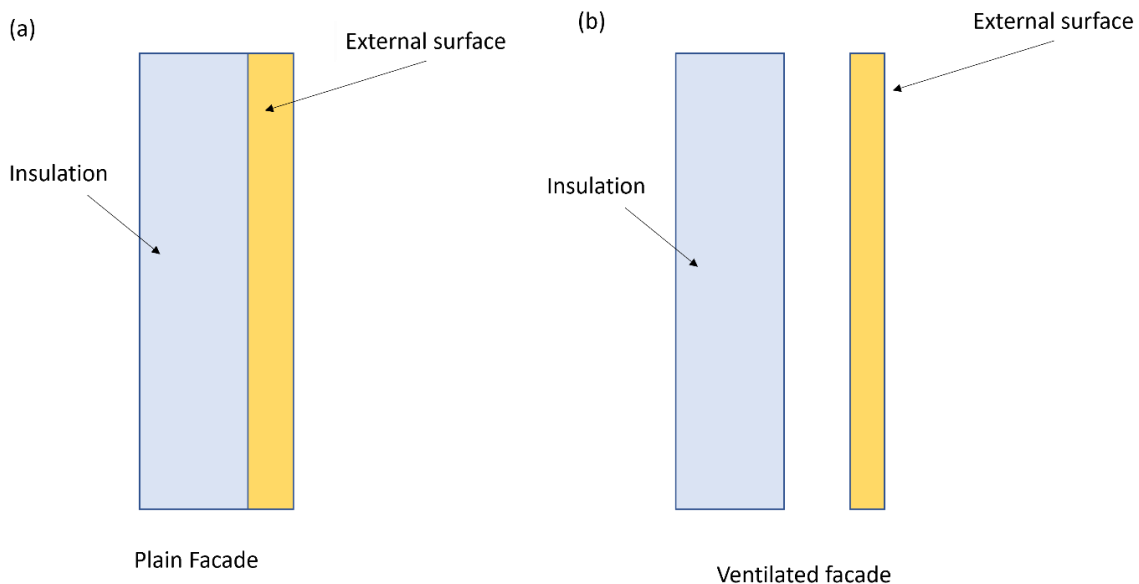 (a)
External surface
Insulation
Plain Facade
(b)
External surface
Insulation
Ventilated facade